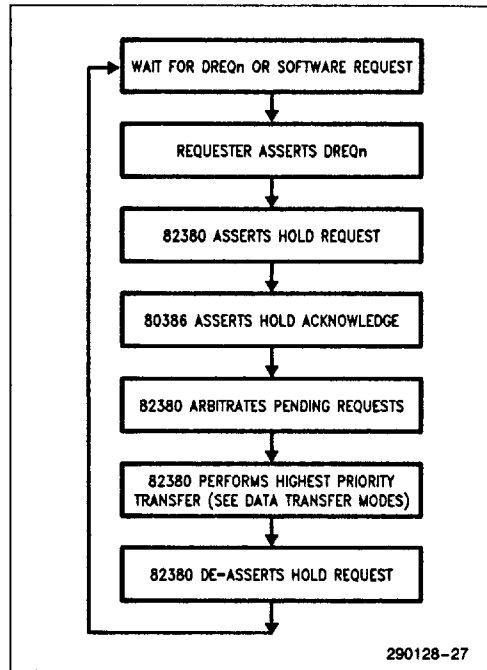 WAIT FOR DREQn OR SOFTWARE REQUEST
REQUESTER ASSERTS DREQn
82380 ASSERTS HOLD REQUEST
80386 ASSERTS HOLD ACKNOWLEDGE
82380 ARBITRATES PENDING REQUESTS
82380 PERFORMS HIGHEST PRIORITY
TRANSFER (SEE DATA TRANSFER MODES)
82380 DE-ASSERTS HOLD REQUEST
290128-27